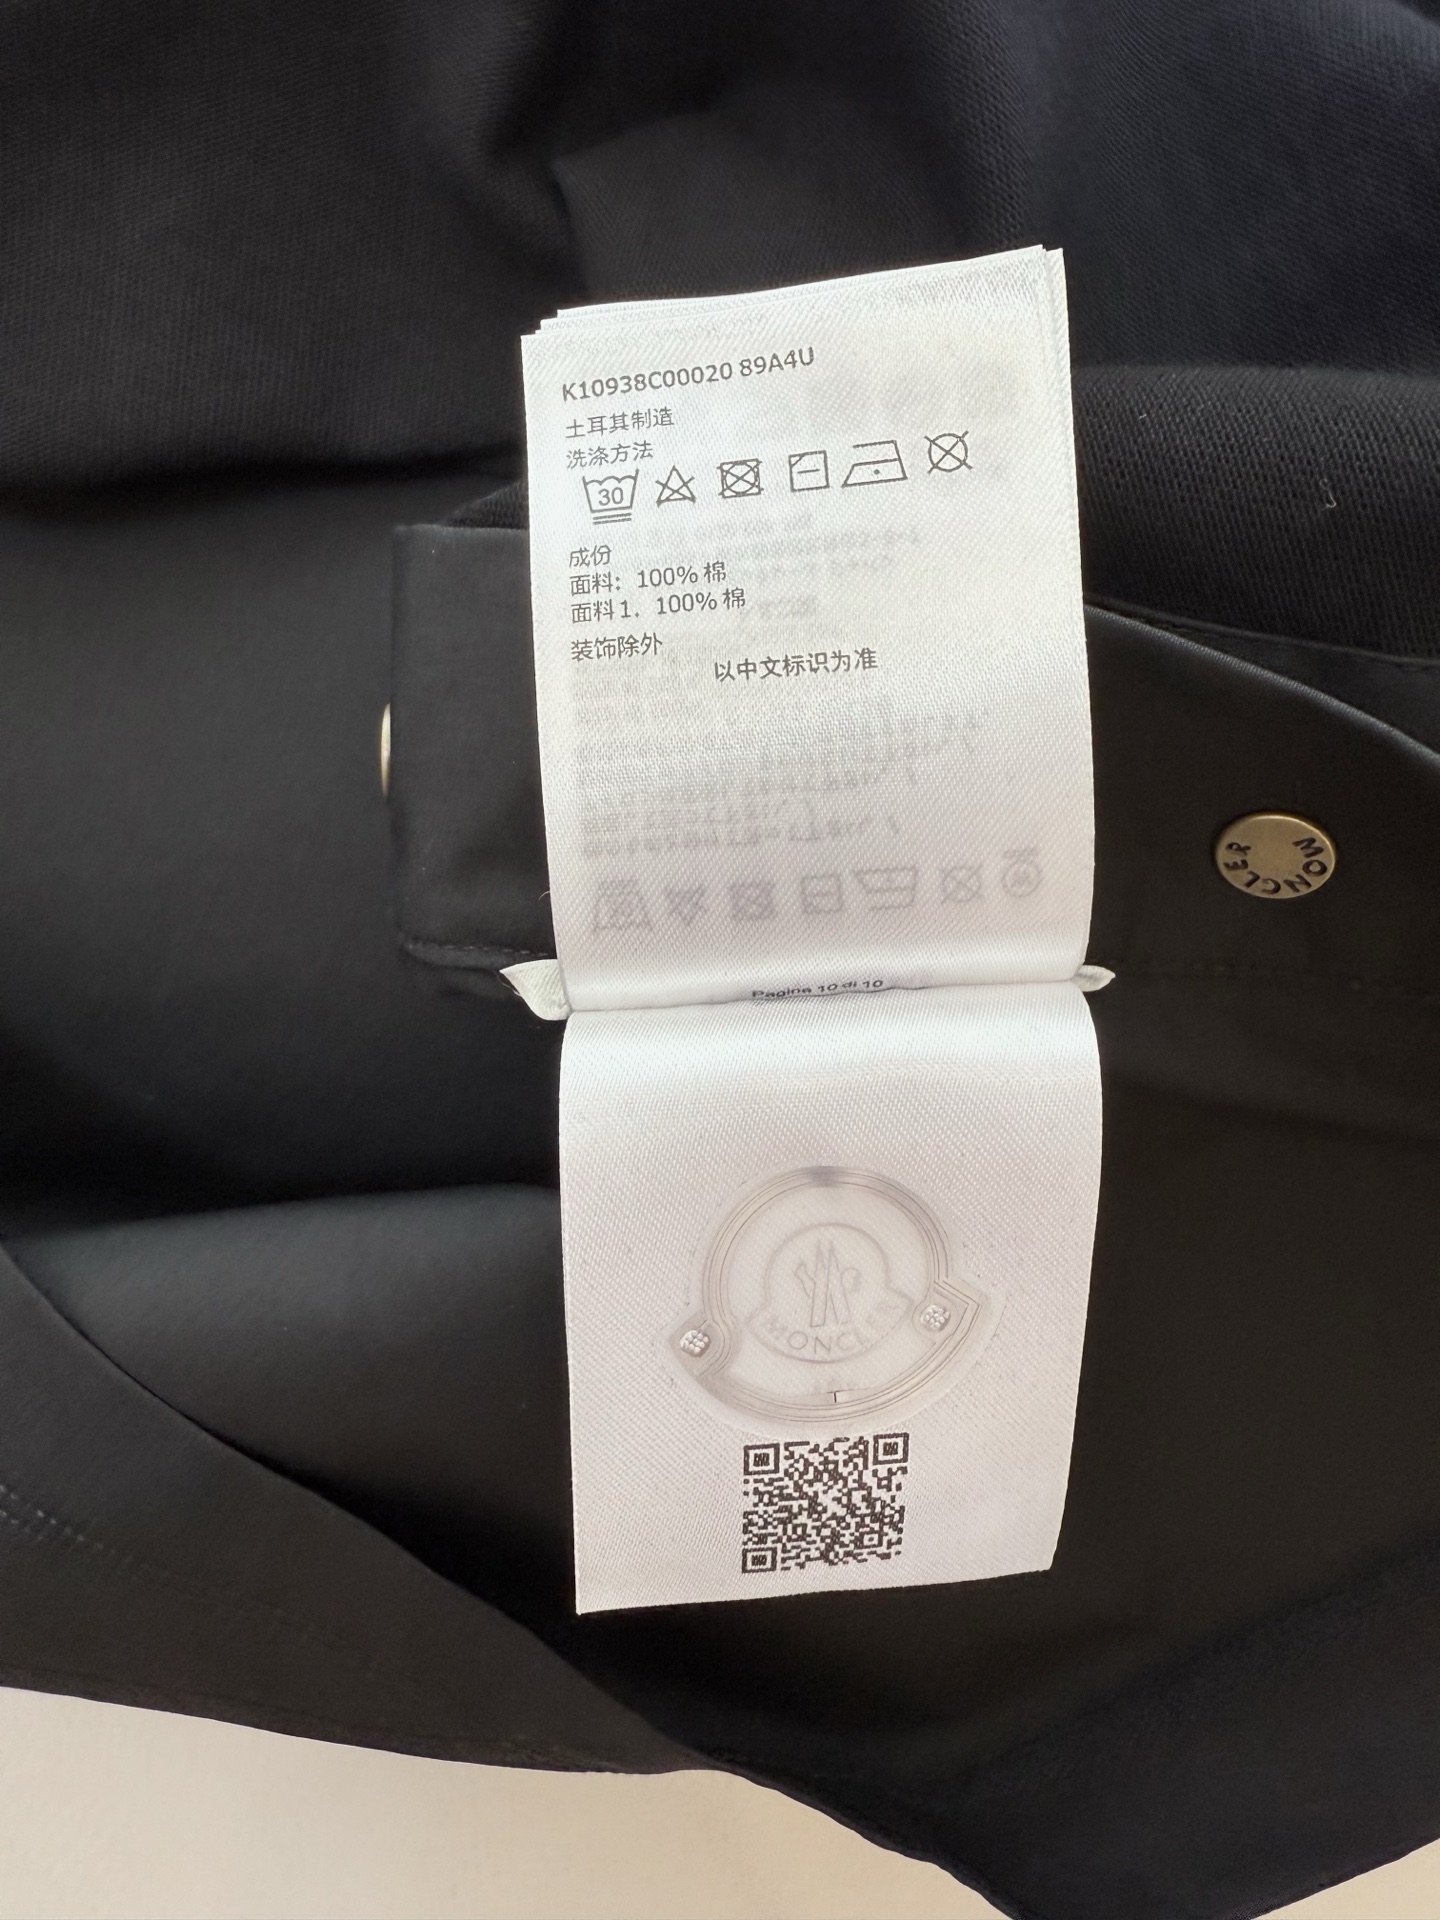 K10938C00020 89A4U
土耳其制造
洗涤方法
30
成份
面料: 100% 棉
面料1. 100% 棉
装饰除外
以中文标识为准
MONCLER
Pagina 10 di 10
MONCLER